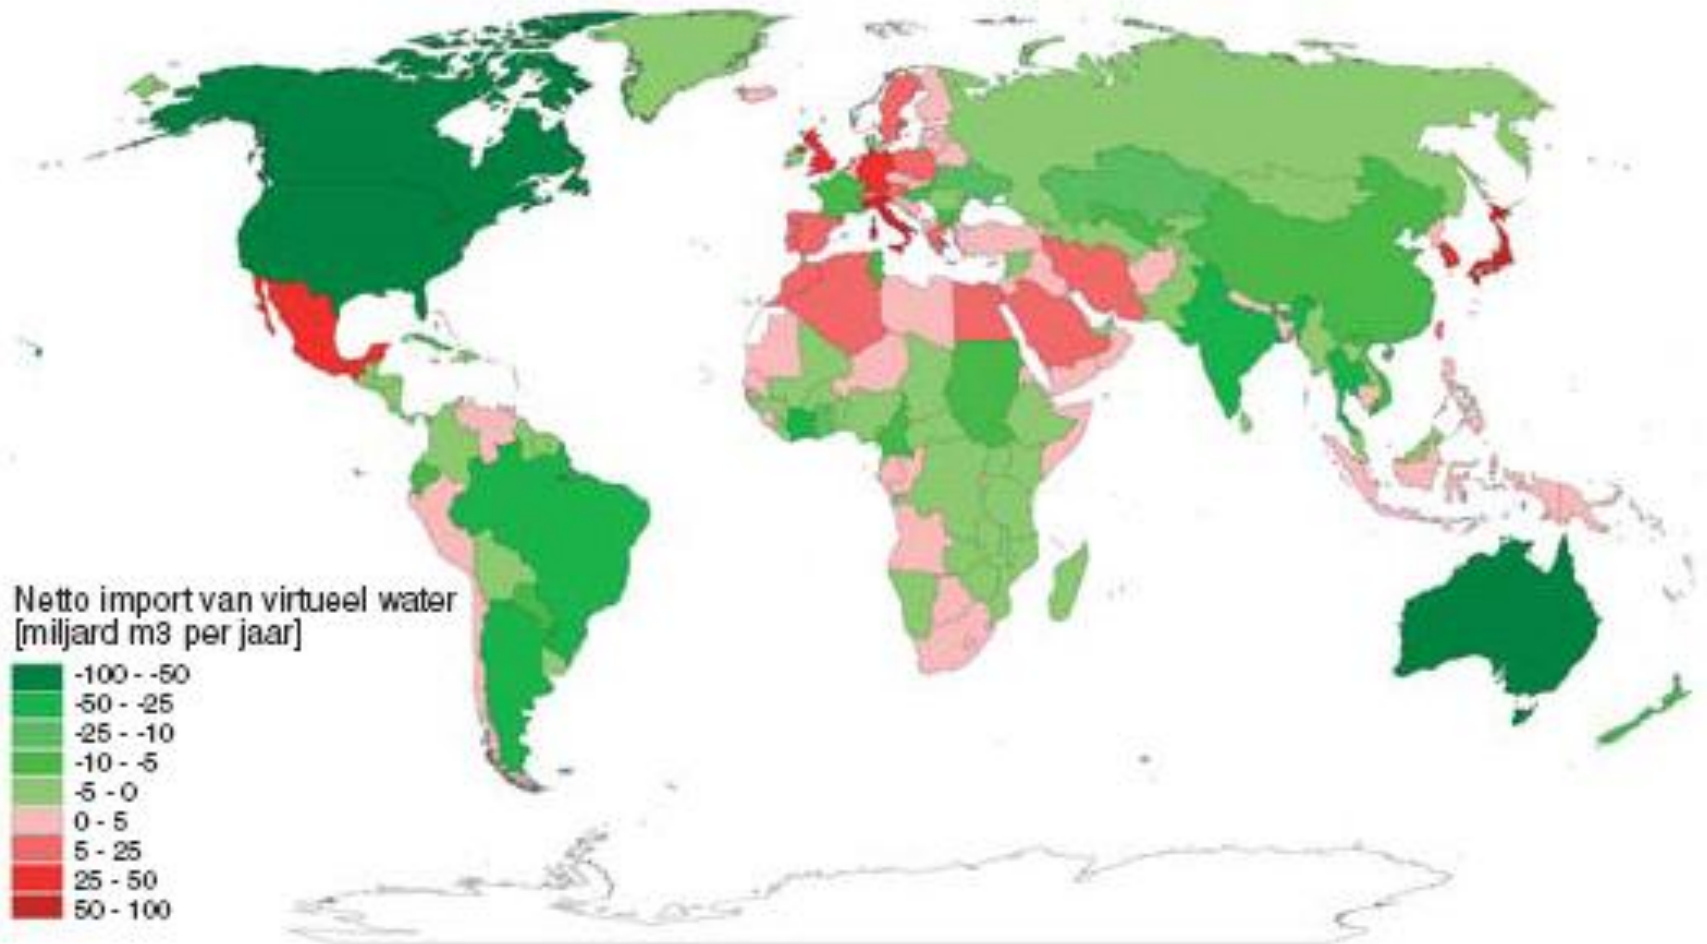 Netto import van virtueel water
[miljard m3 per jaar]
-100 - -50
-50 - -25
-25 - -10
-10 - -5
-5 - 0
0 - 5
5 - 25
25 - 50
50 - 100